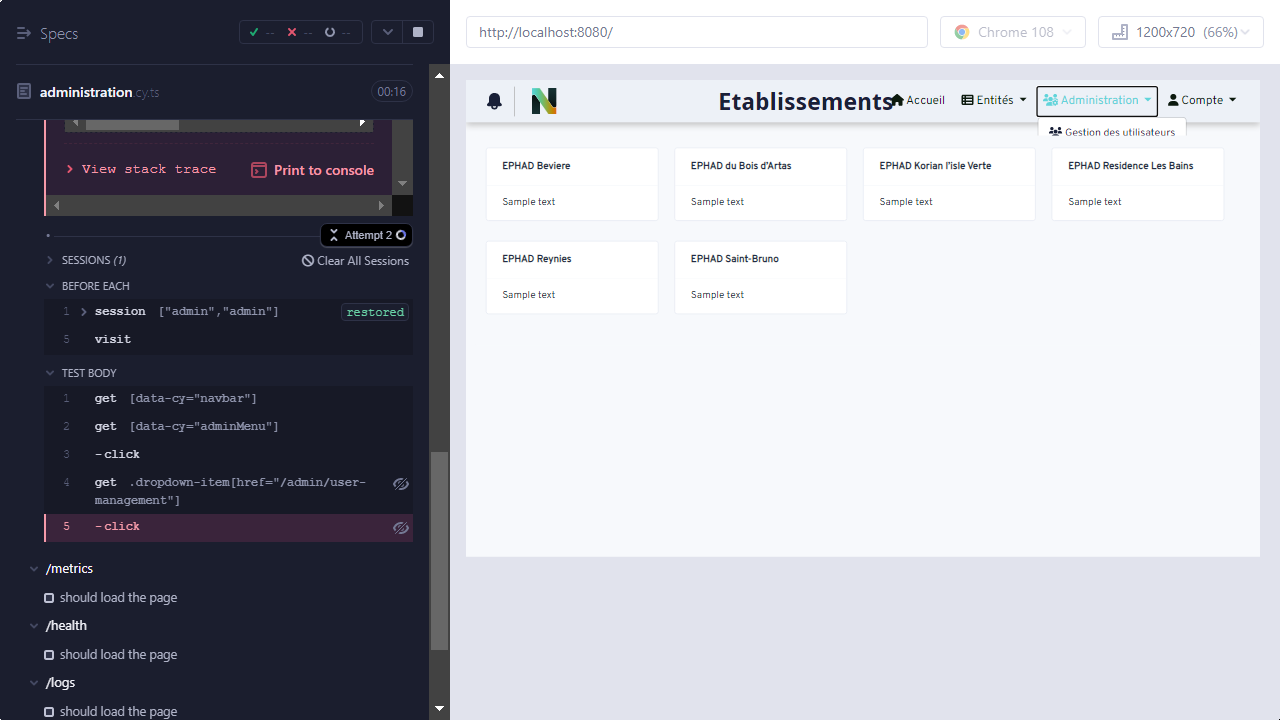 Specs
--
--
--
administration.cy.ts
00:16
View stack trace
Print to console
Attempt 2
SESSIONS (1)
Clear All Sessions
BEFORE EACH
1 session ["admin","admin"] restored
5 visit
TEST BODY
1 get [data-cy="navbar"]
2 get [data-cy="adminMenu"]
3 -click
4 get .dropdown-item[href="/admin/user-
management"]
5 -click
/metrics
should load the page
/health
should load the page
/logs
should load the page
http://localhost:8080/
Chrome 108
1200x720 (66%)
Etablissements
Accueil
Entités
Administration
Compte
Gestion des utilisateurs
EPHAD Beviere
Sample text
EPHAD du Bois d'Artas
Sample text
EPHAD Korian l'isle Verte
Sample text
EPHAD Residence Les Bains
Sample text
EPHAD Reynies
Sample text
EPHAD Saint-Bruno
Sample text